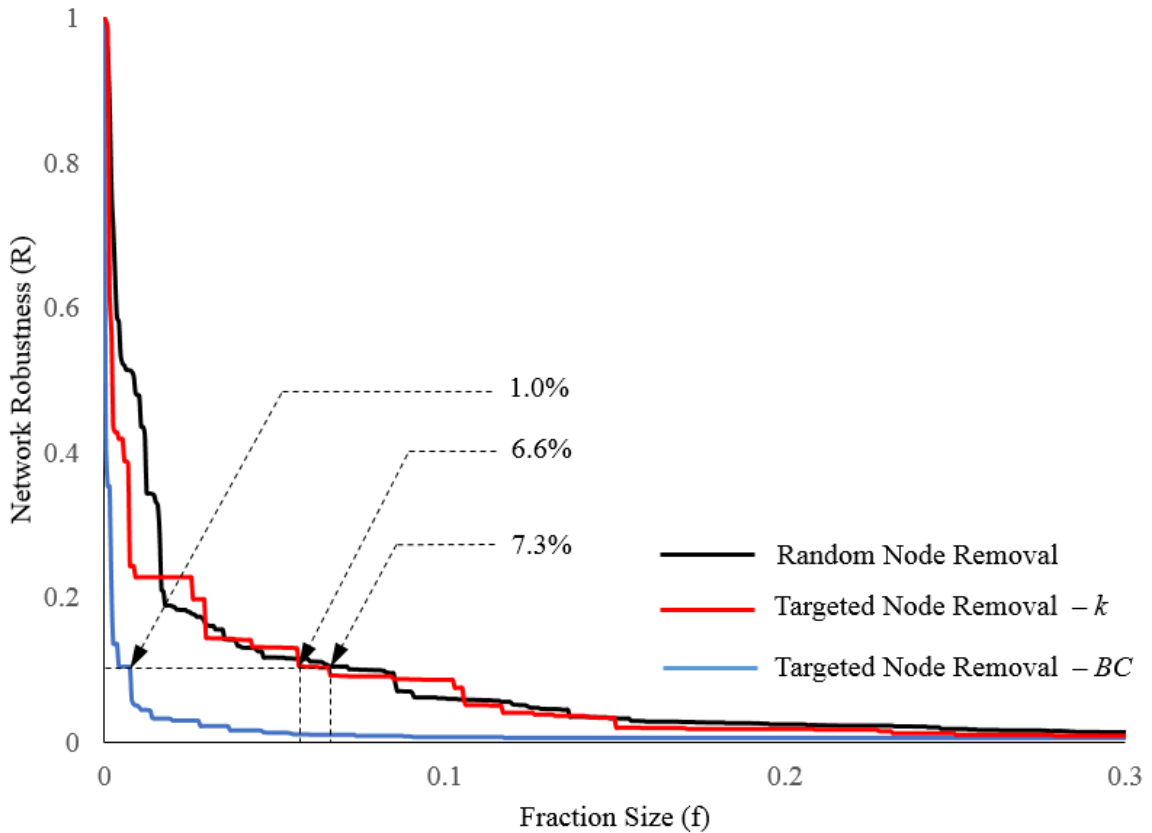 1
0.8
0.6
0.4
0.2
0
Network Robustness (R)
1.0%
6.6%
7.3%
Random Node Removal
Targeted Node Removal – k
Targeted Node Removal – BC
0
0.1
0.2
0.3
Fraction Size (f)